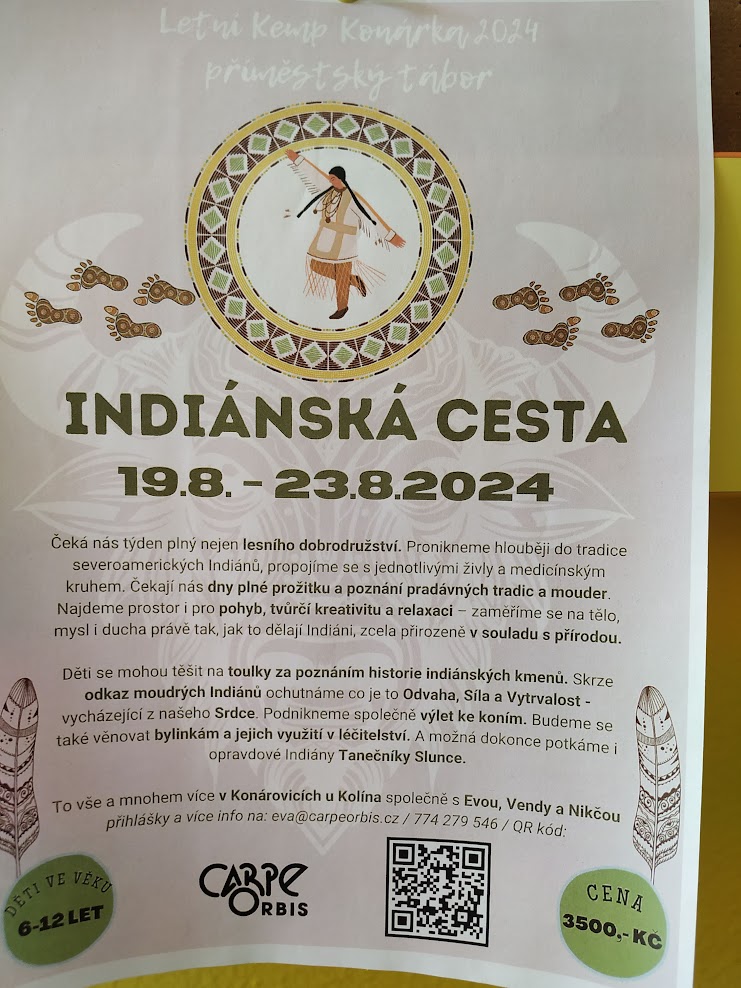 Letní Kemp Konárka 2024
příměstský tábor
INDIÁNSKÁ CESTA
19.8. - 23.8.2024
Čeká nás týden plný nejen lesního dobrodružství. Pronikneme hlouběji do tradice
severoamerických Indiánů, propojíme se s jednotlivými živly a medicínským
kruhem. Čekají nás dny plné prožitku a poznání pradávných tradic a mouder.
Najdeme prostor i pro pohyb, tvůrčí kreativitu a relaxaci – zaměříme se na tělo,
mysl i ducha právě tak, jak to dělají Indiáni, zcela přirozeně v souladu s přírodou.
Děti se mohou těšit na toulky za poznáním historie indiánských kmenů. Skrze
odkaz moudrých Indiánů ochutnáme co je to Odvaha, Síla a Vytrvalost -
vycházející z našeho Srdce. Podnikneme společně výlet ke koním. Budeme se
také věnovat bylinkám a jejich využití v léčitelství. A možná dokonce potkáme i
opravdové Indiány Tanečníky Slunce.
To vše a mnohem více v Konárovicích u Kolína společně s Evou, Vendy a Nikčou
přihlášky a více info na: eva@carpeorbis.cz / 774 279 546 / QR kód:
DĚTI VE VĚKU
6-12 LET
CARPE
ORBIS
CENA
3500,- KČ